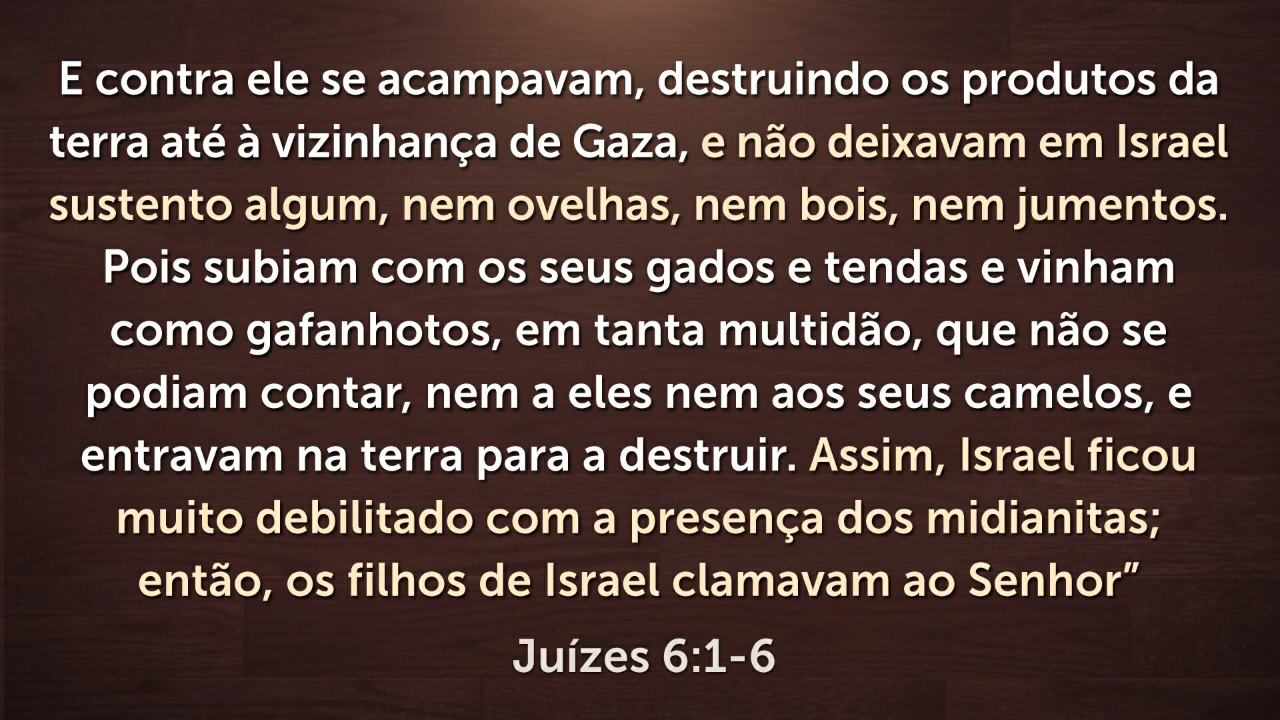 E contra ele se acampavam, destruindo os produtos da
terra até à vizinhança de Gaza, e não deixavam em Israel
sustento algum, nem ovelhas, nem bois, nem jumentos.
Pois subiam com os seus gados e tendas e vinham
como gafanhotos, em tanta multidão, que não se
podiam contar, nem a eles nem aos seus camelos, e
entravam na terra para a destruir. Assim, Israel ficou
muito debilitado com a presença dos midianitas;
então, os filhos de Israel clamavam ao Senhor”
Juízes 6:1-6